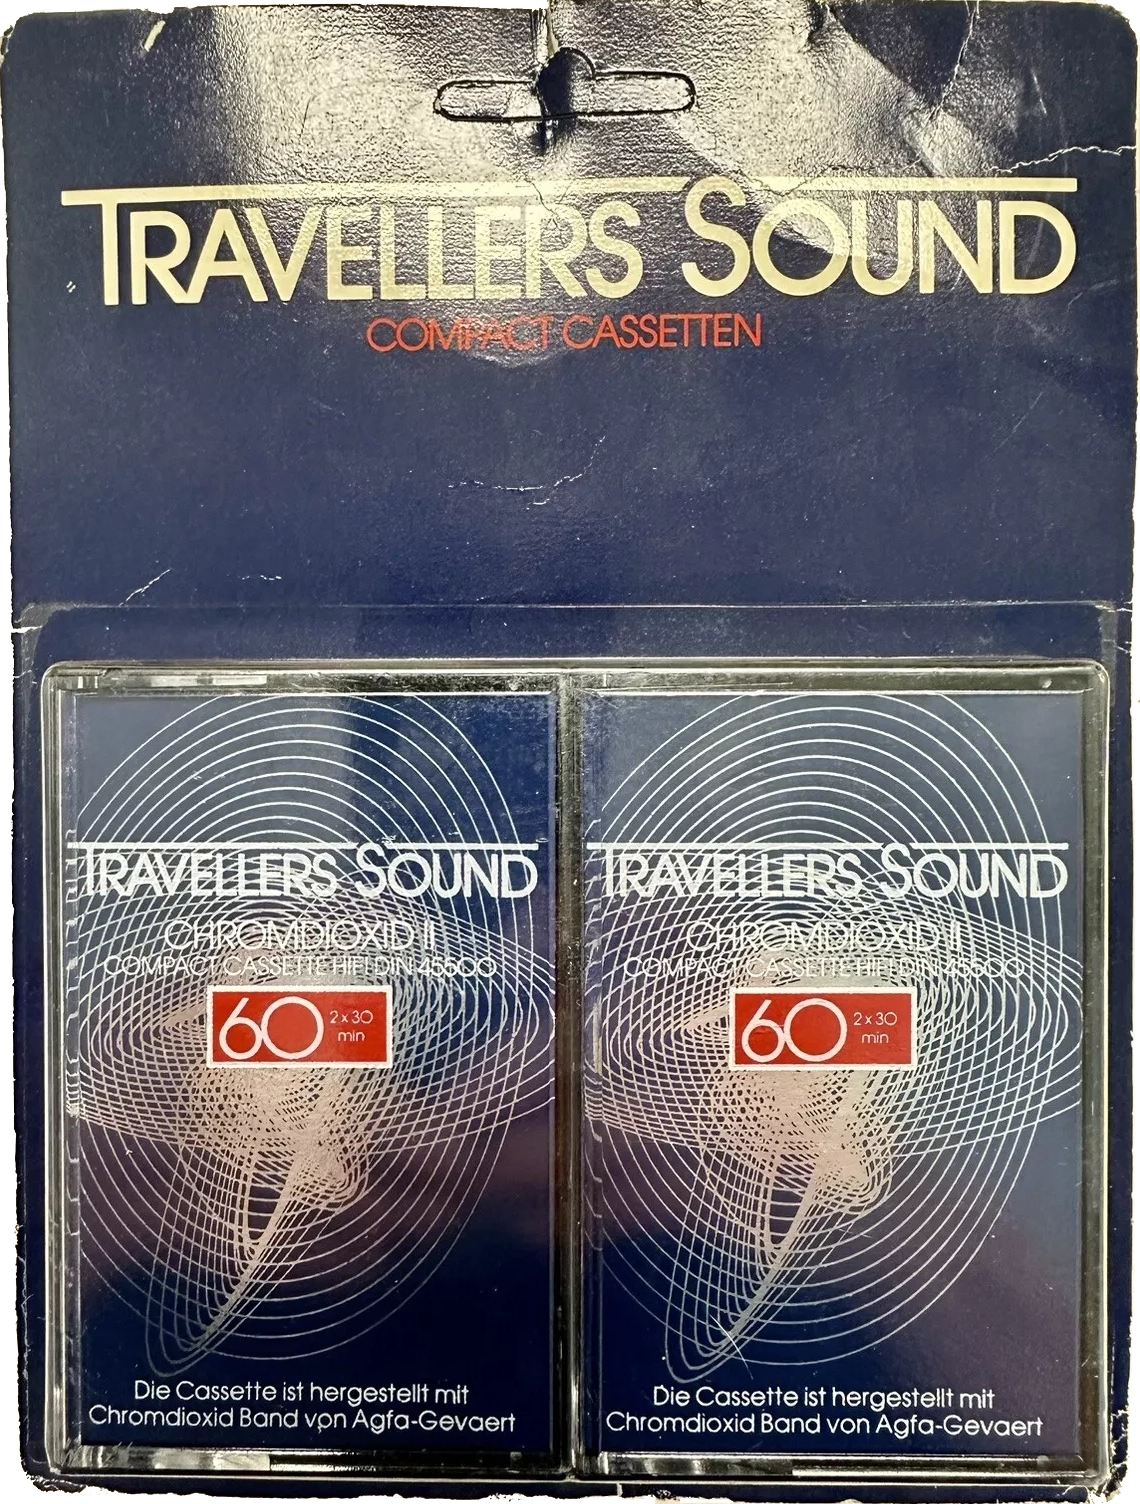 TRAVELLERS SOUND
COMPACT CASSETTEN
TRAVELLERS SOUND
CHROMDIOXID II
COMPACT CASSETTE HIFI DIN 45500
60 2 x 30 min
Die Cassette ist hergestellt mit
Chromdioxid Band von Agfa-Gevaert
TRAVELLERS SOUND
CHROMDIOXID II
COMPACT CASSETTE HIFI DIN 45500
60 2 x 30 min
Die Cassette ist hergestellt mit
Chromdioxid Band von Agfa-Gevaert